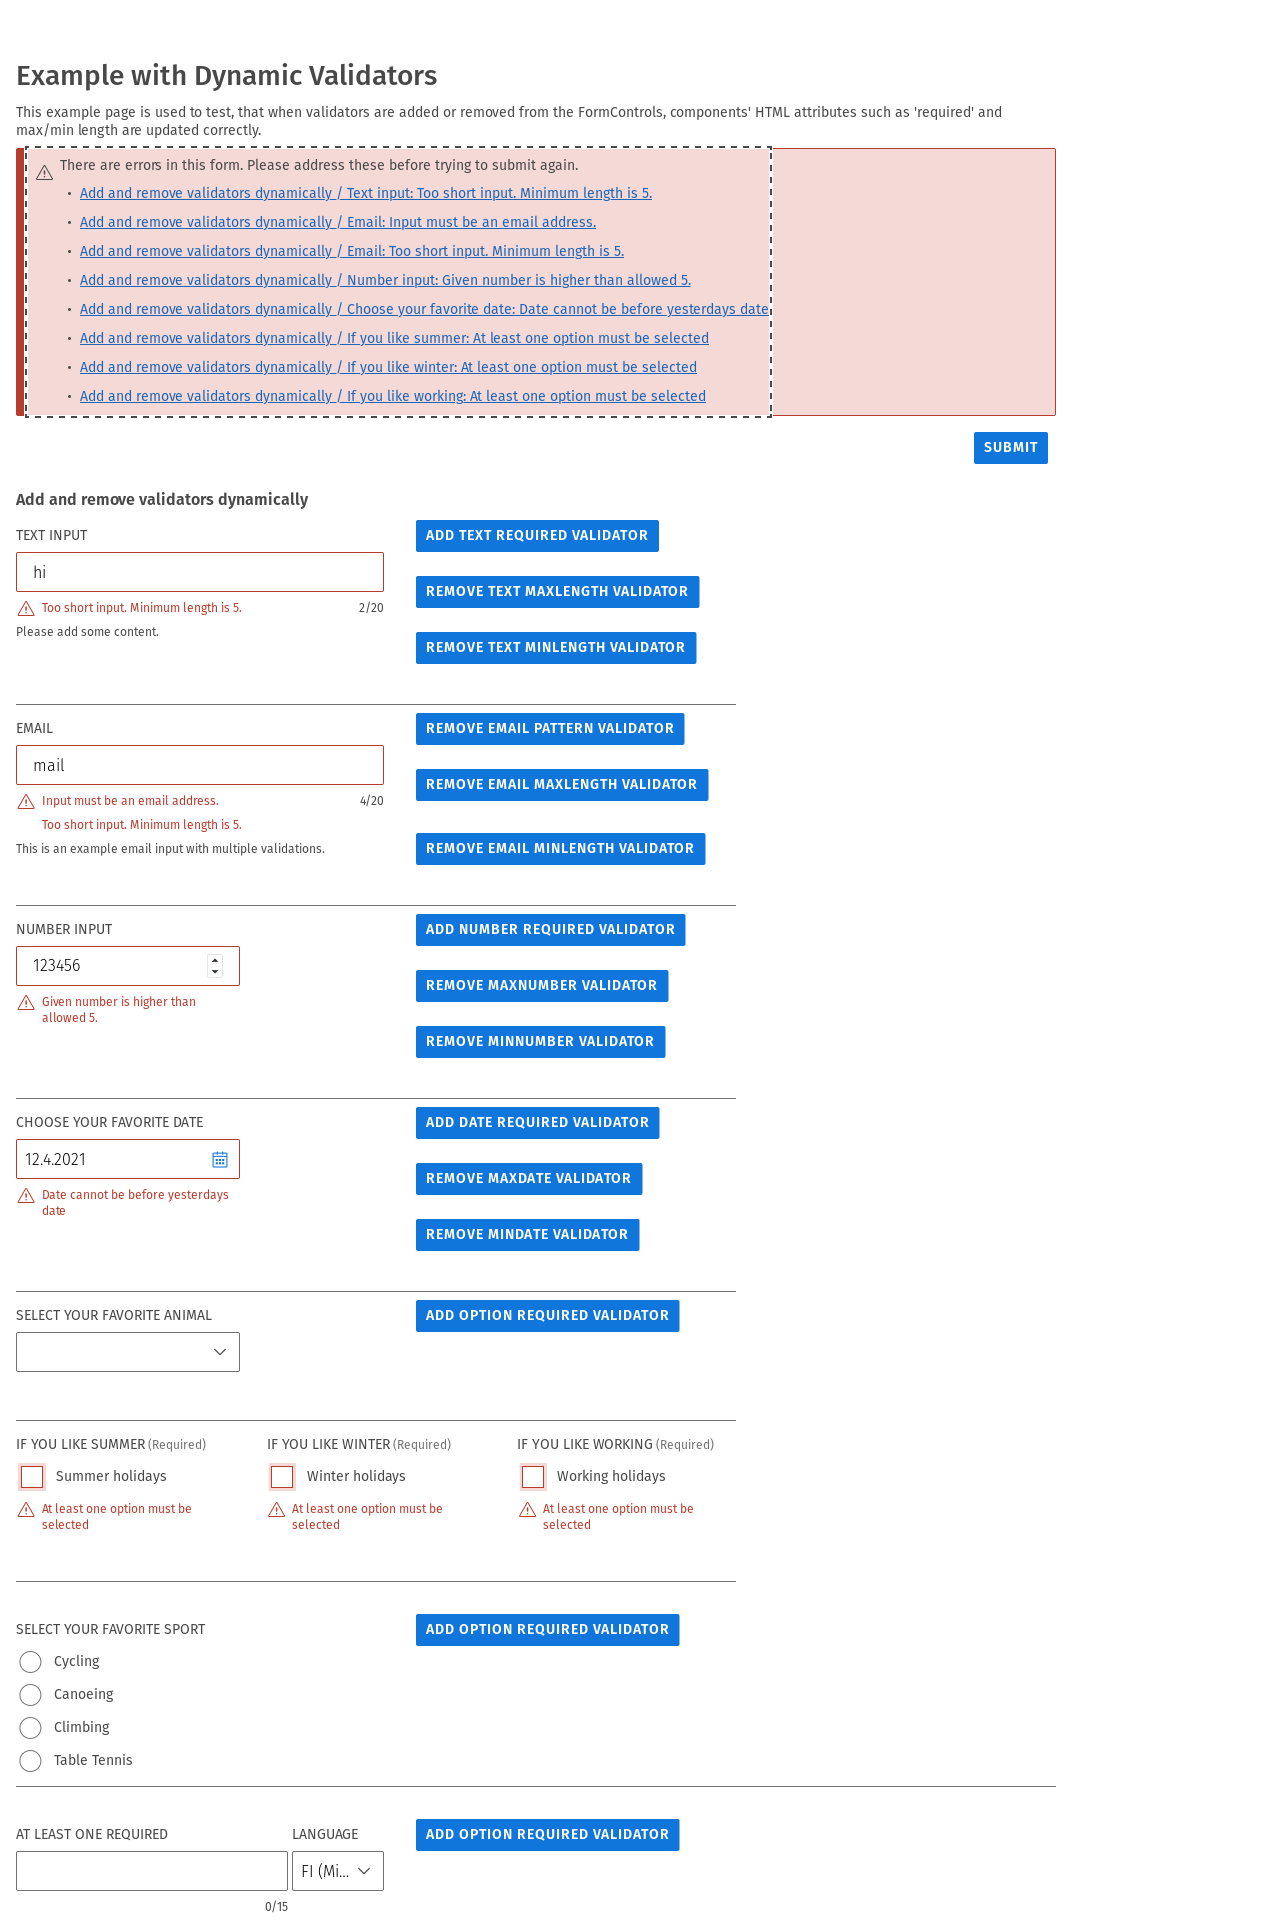 Example with Dynamic Validators
This example page is used to test, that when validators are added or removed from the FormControls, components' HTML attributes such as 'required' and
max/min length are updated correctly.
There are errors in this form. Please address these before trying to submit again.
• Add and remove validators dynamically / Text input: Too short input. Minimum length is 5.
• Add and remove validators dynamically / Email: Input must be an email address.
• Add and remove validators dynamically / Email: Too short input. Minimum length is 5.
• Add and remove validators dynamically / Number input: Given number is higher than allowed 5.
• Add and remove validators dynamically / Choose your favorite date: Date cannot be before yesterdays date
• Add and remove validators dynamically / If you like summer: At least one option must be selected
• Add and remove validators dynamically / If you like winter: At least one option must be selected
• Add and remove validators dynamically / If you like working: At least one option must be selected
SUBMIT
Add and remove validators dynamically
TEXT INPUT
hi
Too short input. Minimum length is 5.
2/20
Please add some content.
ADD TEXT REQUIRED VALIDATOR
REMOVE TEXT MAXLENGTH VALIDATOR
REMOVE TEXT MINLENGTH VALIDATOR
EMAIL
mail
Input must be an email address.
4/20
Too short input. Minimum length is 5.
This is an example email input with multiple validations.
REMOVE EMAIL PATTERN VALIDATOR
REMOVE EMAIL MAXLENGTH VALIDATOR
REMOVE EMAIL MINLENGTH VALIDATOR
NUMBER INPUT
123456
Given number is higher than
allowed 5.
ADD NUMBER REQUIRED VALIDATOR
REMOVE MAXNUMBER VALIDATOR
REMOVE MINNUMBER VALIDATOR
CHOOSE YOUR FAVORITE DATE
12.4.2021
Date cannot be before yesterdays
date
ADD DATE REQUIRED VALIDATOR
REMOVE MAXDATE VALIDATOR
REMOVE MINDATE VALIDATOR
SELECT YOUR FAVORITE ANIMAL
ADD OPTION REQUIRED VALIDATOR
IF YOU LIKE SUMMER (Required)
Summer holidays
At least one option must be
selected
IF YOU LIKE WINTER (Required)
Winter holidays
At least one option must be
selected
IF YOU LIKE WORKING (Required)
Working holidays
At least one option must be
selected
SELECT YOUR FAVORITE SPORT
Cycling
Canoeing
Climbing
Table Tennis
ADD OPTION REQUIRED VALIDATOR
AT LEAST ONE REQUIRED
0/15
LANGUAGE
FI (Mi...
ADD OPTION REQUIRED VALIDATOR